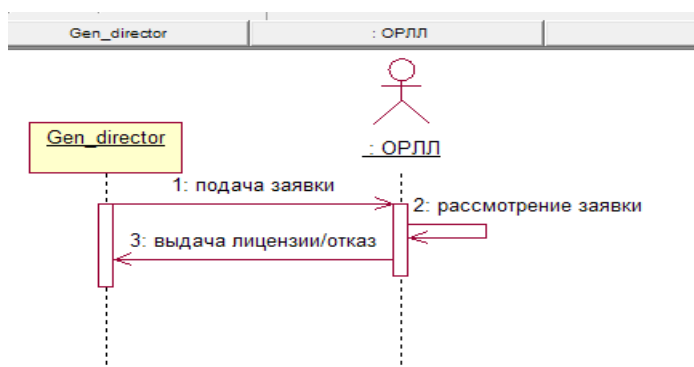 Gen_director
: ОРЛЛ
Gen_director
: ОРЛЛ
1: подача заявки
2: рассмотрение заявки
3: выдача лицензии/отказ